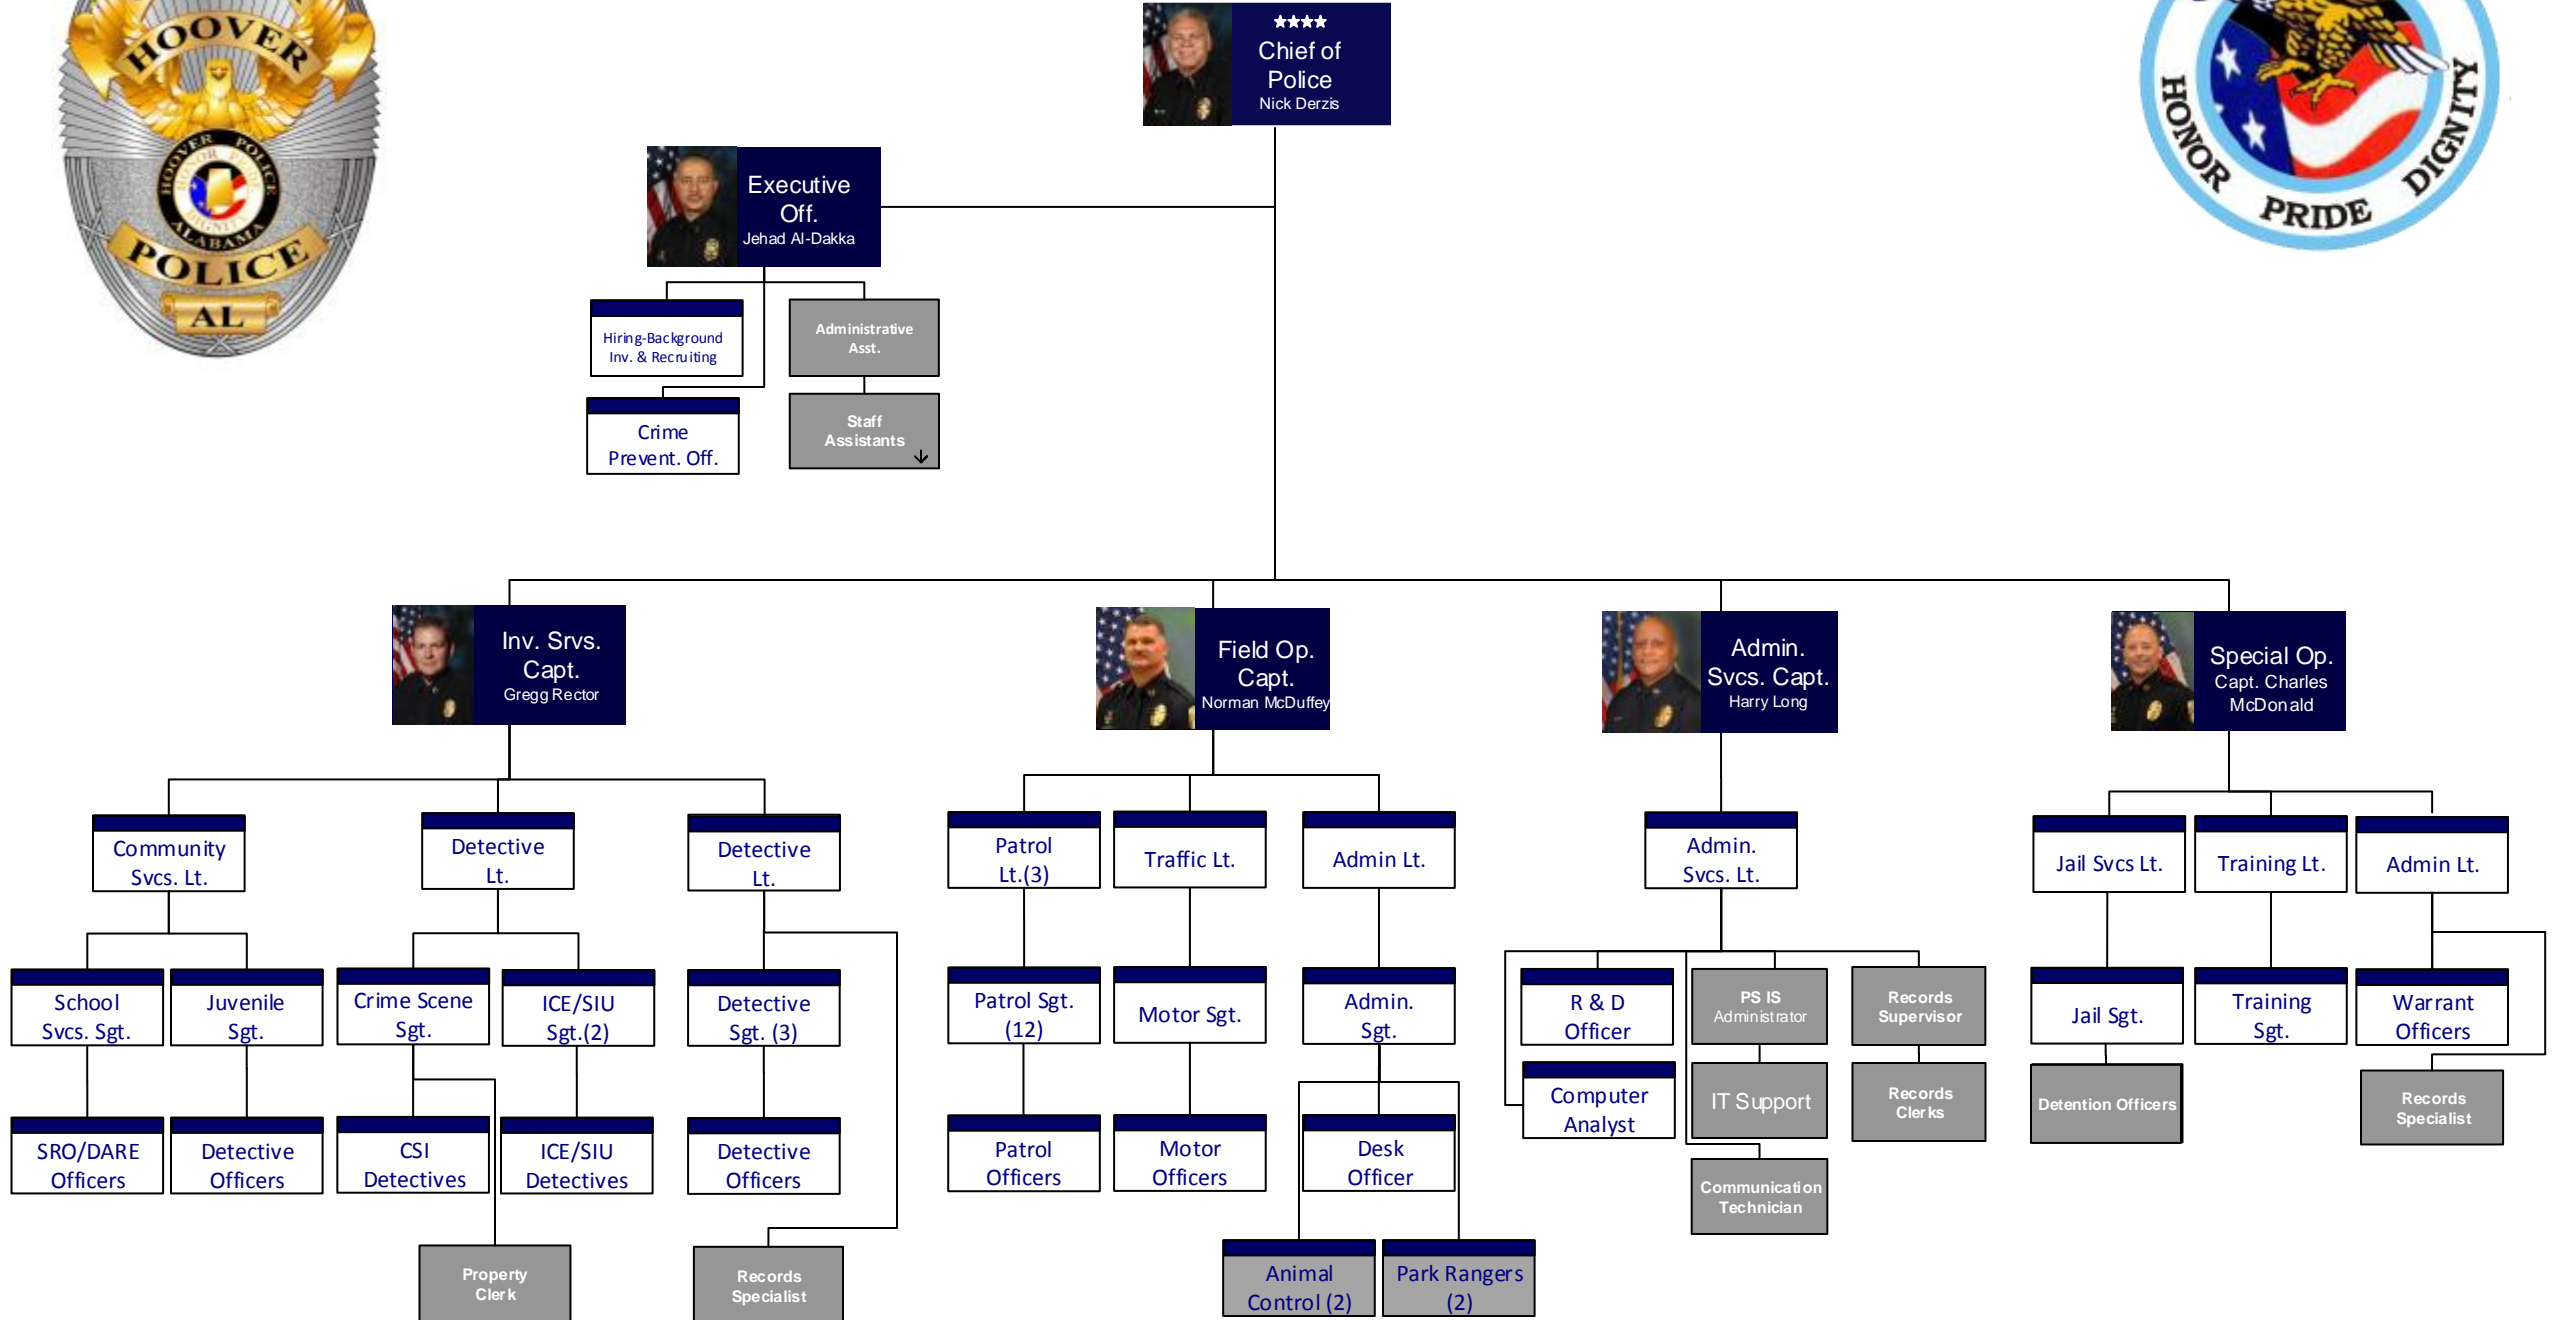 HOOVER
HOOVER POLICE
HONOR PRIDE
DIGNITY
ALABAMA
POLICE
AL
Chief of
Police
Nick Derzis
HONOR
PRIDE
DIGNITY
Executive
Off.
Jehad Al-Dakka
Hiring-Background
Inv. & Recruiting
Administrative
Asst.
Crime
Prevent. Off.
Staff
Assistants
Inv. Srvs.
Capt.
Gregg Rector
Field Op.
Capt.
Norman McDuffey
Admin.
Svcs. Capt.
Harry Long
Special Op.
Capt. Charles
McDonald
Community
Svcs. Lt.
Detective
Lt.
Detective
Lt.
Patrol
Lt.(3)
Traffic Lt.
Admin Lt.
Admin.
Svcs. Lt.
Jail Svcs Lt.
Training Lt.
Admin Lt.
School
Svcs. Sgt.
Juvenile
Sgt.
Crime Scene
Sgt.
ICE/SIU
Sgt.(2)
Detective
Sgt. (3)
Patrol Sgt.
(12)
Motor Sgt.
Admin.
Sgt.
R & D
Officer
PS IS
Administrator
Records
Supervisor
Jail Sgt.
Training
Sgt.
Warrant
Officers
Computer
Analyst
IT Support
Records
Clerks
Detention Officers
Records
Specialist
SRO/DARE
Officers
Detective
Officers
CSI
Detectives
ICE/SIU
Detectives
Detective
Officers
Patrol
Officers
Motor
Officers
Desk
Officer
Communication
Technician
Property
Clerk
Records
Specialist
Animal
Control (2)
Park Rangers
(2)